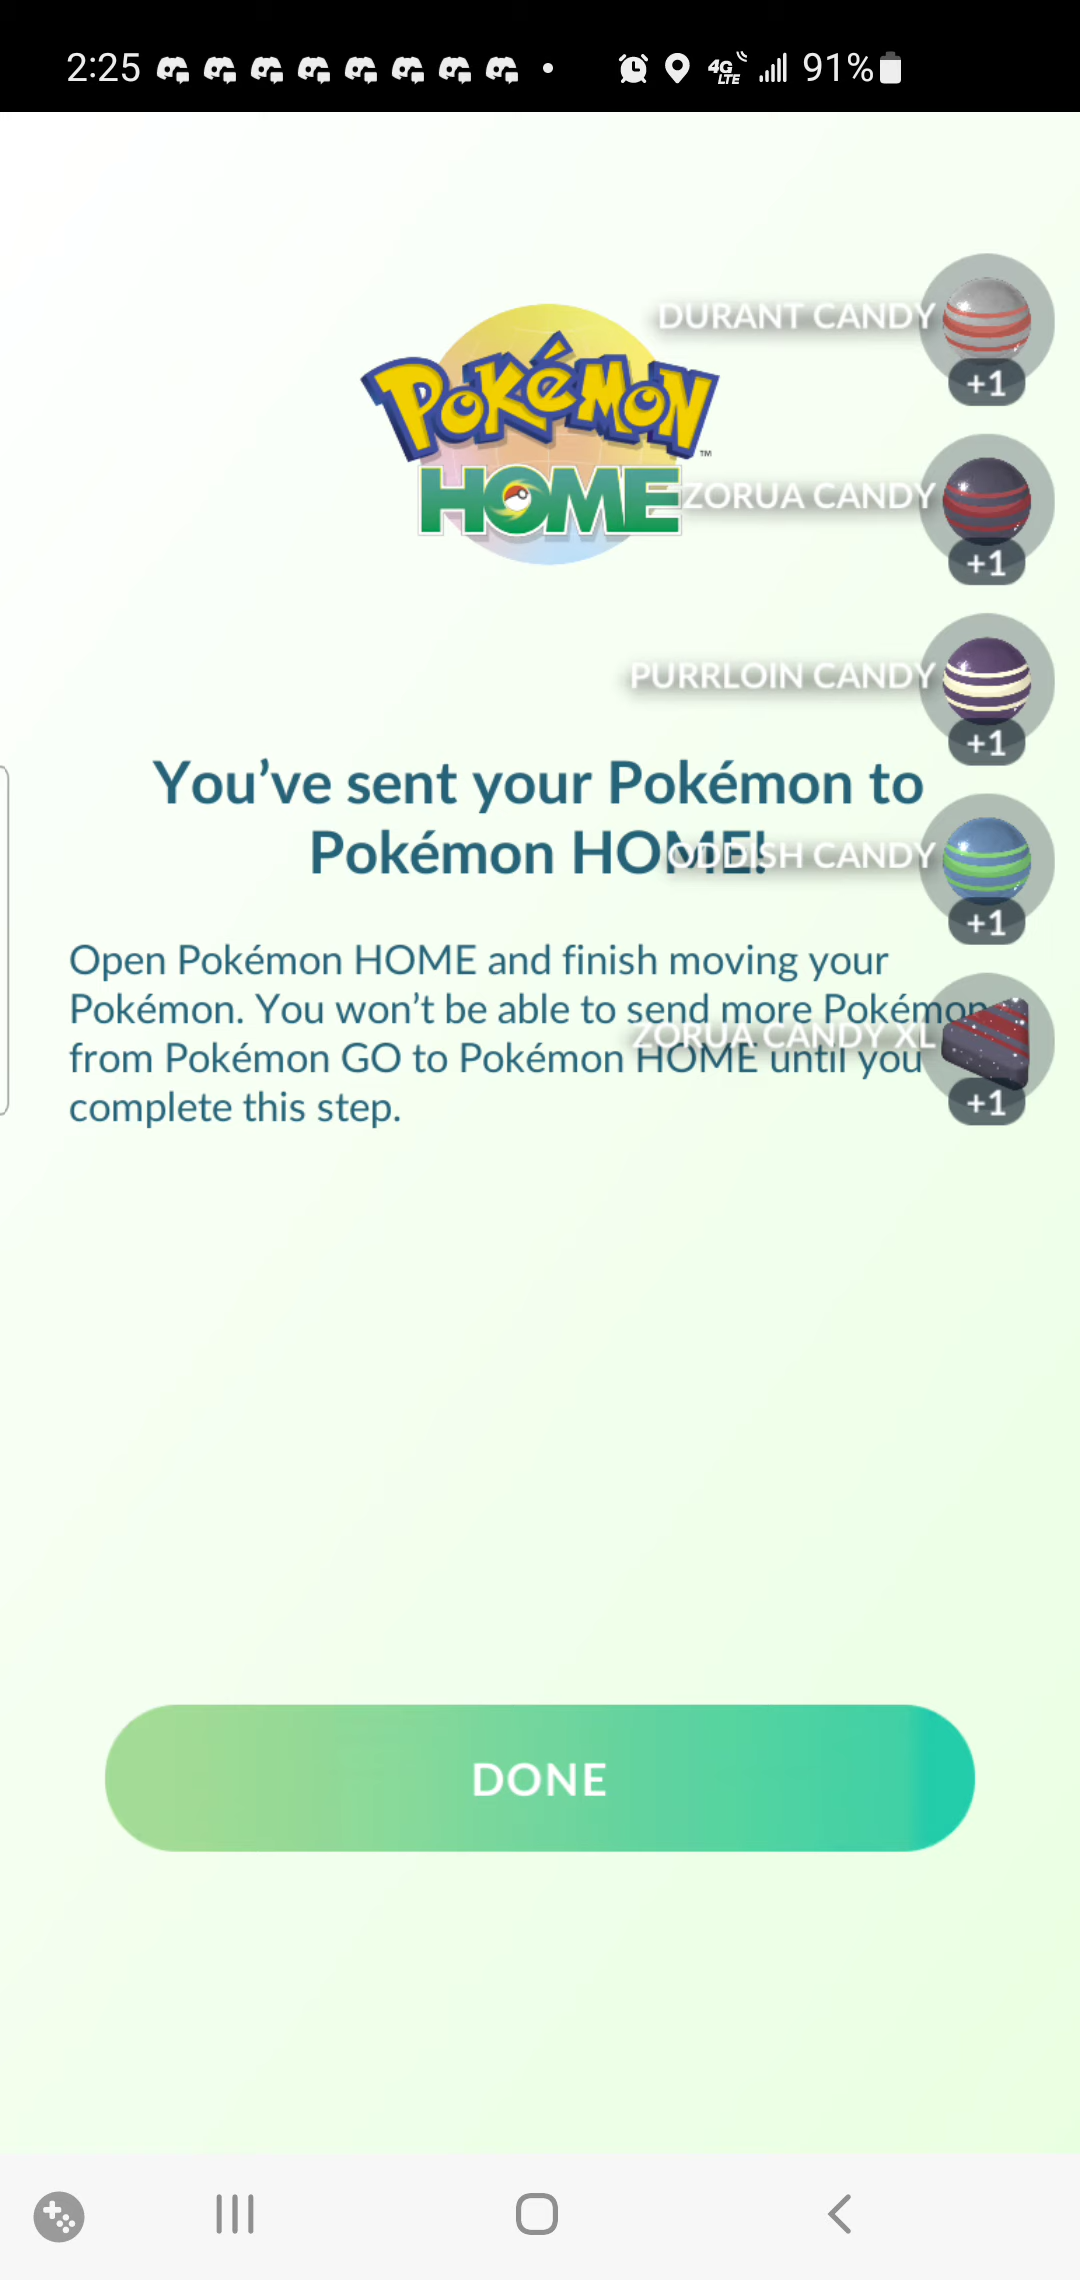 2:25
4G LTE 91%
DURANT CANDY
+1
POKéMON
TM
HOME
ZORUA CANDY
+1
PURRLOIN CANDY
+1
You've sent your Pokémon to
Pokémon HOME!
ODDISH CANDY
+1
Open Pokémon HOME and finish moving your
Pokémon. You won't be able to send more Pokémon
ZORUA CANDY XL
from Pokémon GO to Pokémon HOME until you
+1
complete this step.
DONE